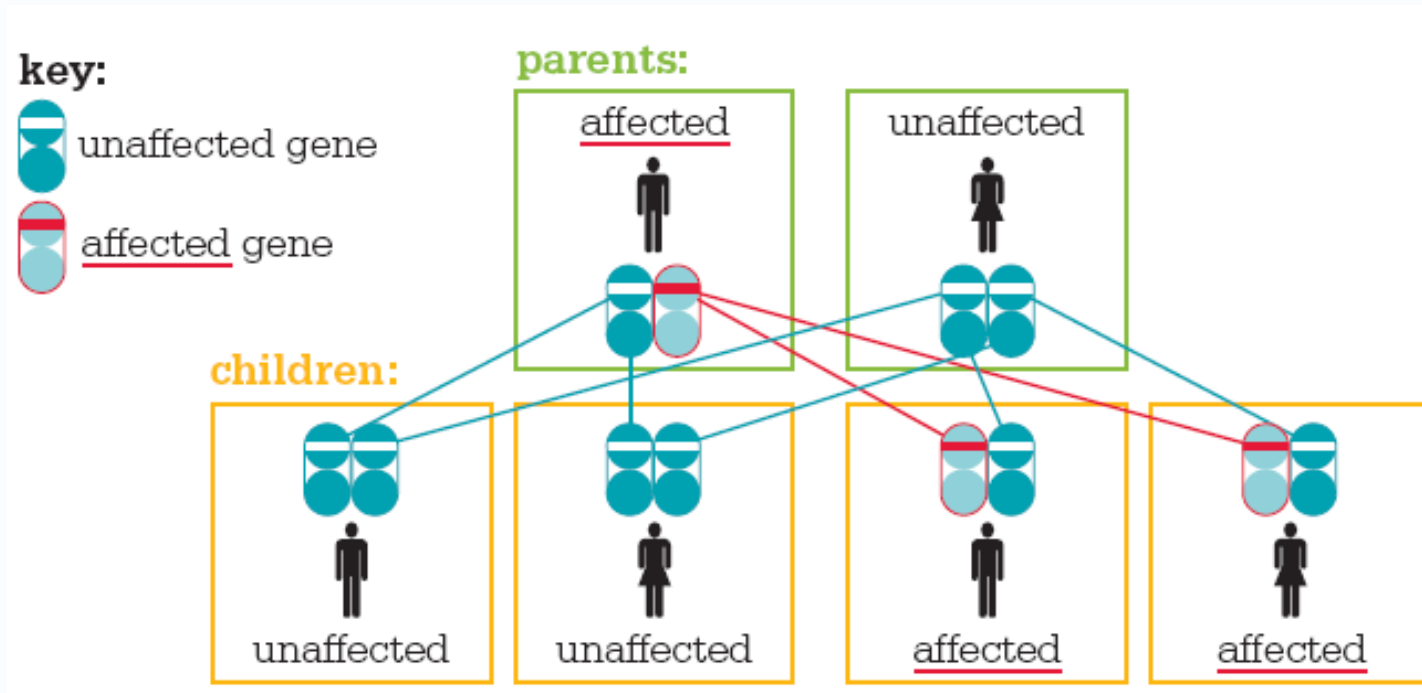 key:
unaffected gene
affected gene
parents:
affected
unaffected
children:
unaffected
unaffected
affected
affected